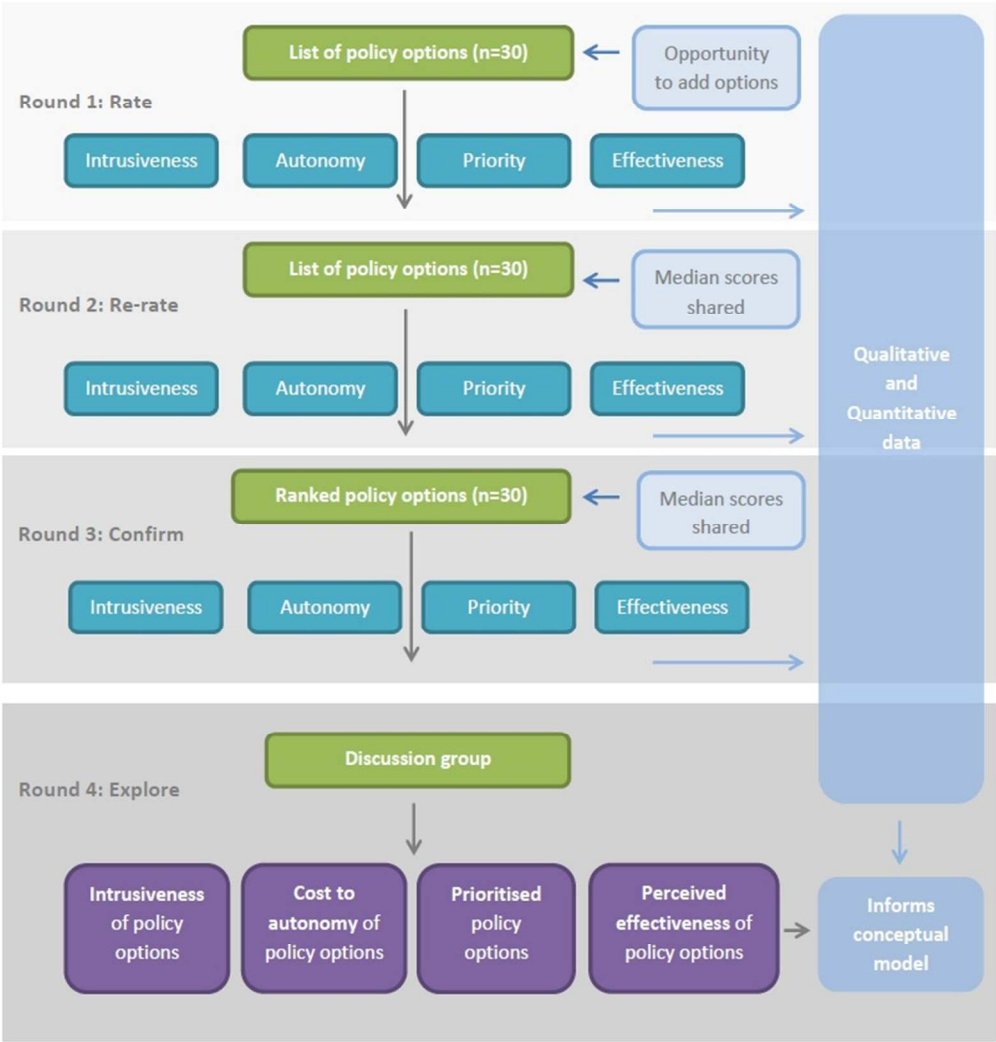 List of policy options (n=30)
Opportunity
to add options
Round 1: Rate
Intrusiveness
Autonomy
Priority
Effectiveness
List of policy options (n=30)
Median scores
shared
Round 2: Re-rate
Intrusiveness
Autonomy
Priority
Effectiveness
Qualitative
and
Quantitative
data
Ranked policy options (n=30)
Median scores
shared
Round 3: Confirm
Intrusiveness
Autonomy
Priority
Effectiveness
Discussion group
Round 4: Explore
Intrusiveness
of policy
options
Cost to
autonomy of
policy options
Prioritised
policy
options
Perceived
effectiveness of
policy options
Informs
conceptual
model